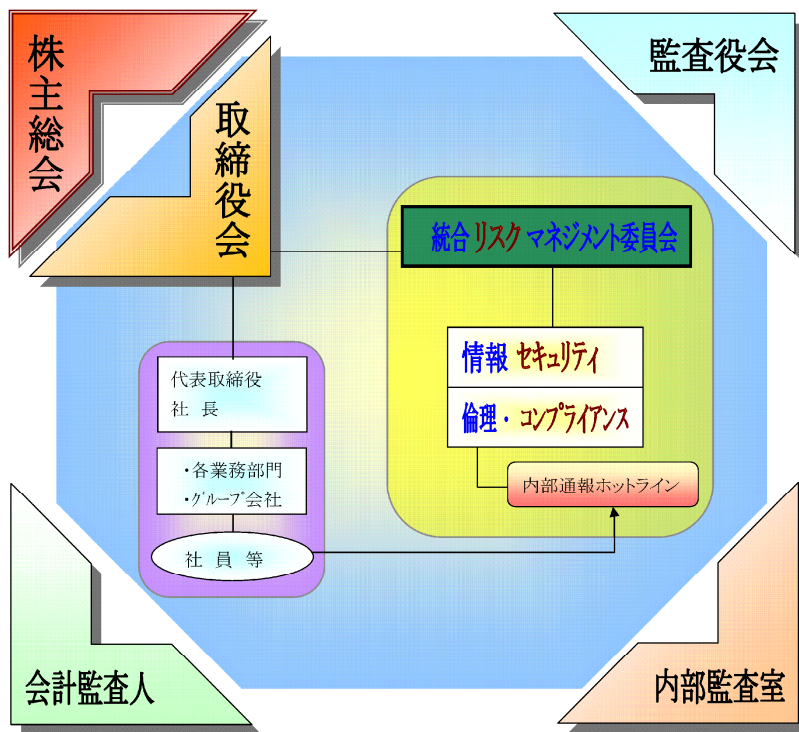 株主総会
取締役会
監査役会
統合リスクマネジメント委員会
情報セキュリティ
倫理・コンプライアンス
内部通報ホットライン
代表取締役
社長
・各業務部門
・グループ会社
社員等
会計監査人
内部監査室